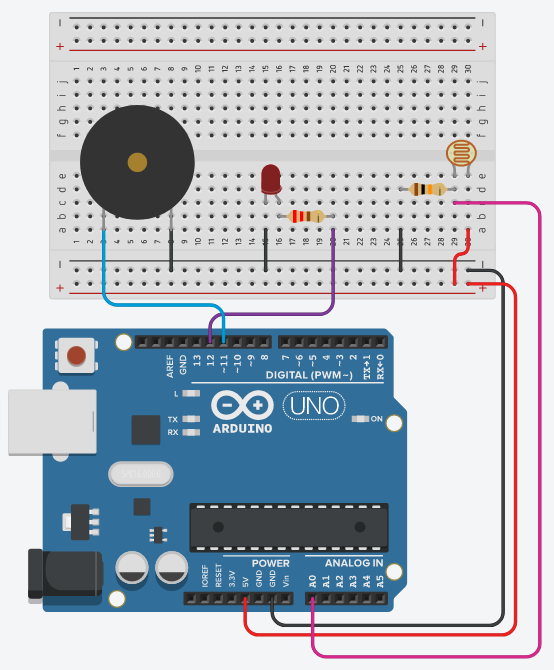 − −
+ +
1 2 3 4 5 6 7 8 9 10 11 12 13 14 15 16 17 18 19 20 21 22 23 24 25 26 27 28 29 30
j j
i i
h h
g g
f f
e e
d d
c c
b b
a a
1 2 3 4 5 6 7 8 9 10 11 12 13 14 15 16 17 18 19 20 21 22 23 24 25 26 27 28 29 30
− −
+ +
AREF GND 13 12 ~11 ~10 ~9 8 7 ~6 ~5 4 ~3 2 TX→1 RX←0
DIGITAL (PWM~)
L
TX
RX
UNO
ARDUINO
ON
POWER ANALOG IN
IOREF RESET 3.3V 5V GND GND Vin A0 A1 A2 A3 A4 A5